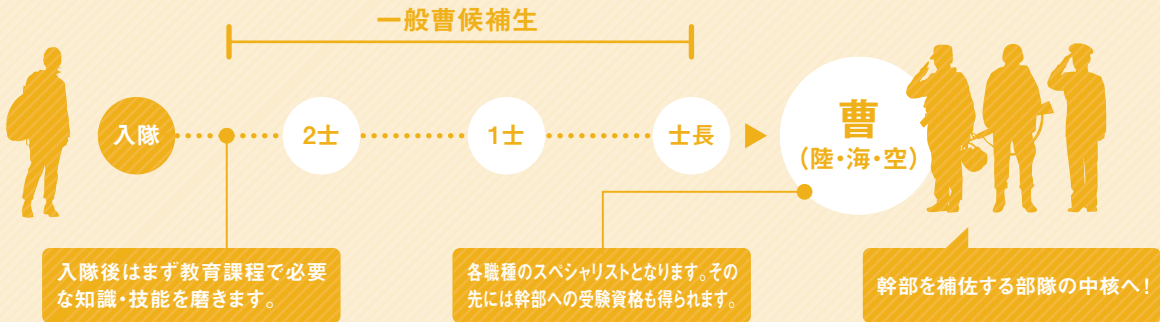 一般曹候補生
入隊
2士
1士
士長
曹
(陸・海・空)
入隊後はまず教育課程で必要
な知識・技能を磨きます。
各職種のスペシャリストとなります。その
先には幹部への受験資格も得られます。
幹部を補佐する部隊の中核へ!